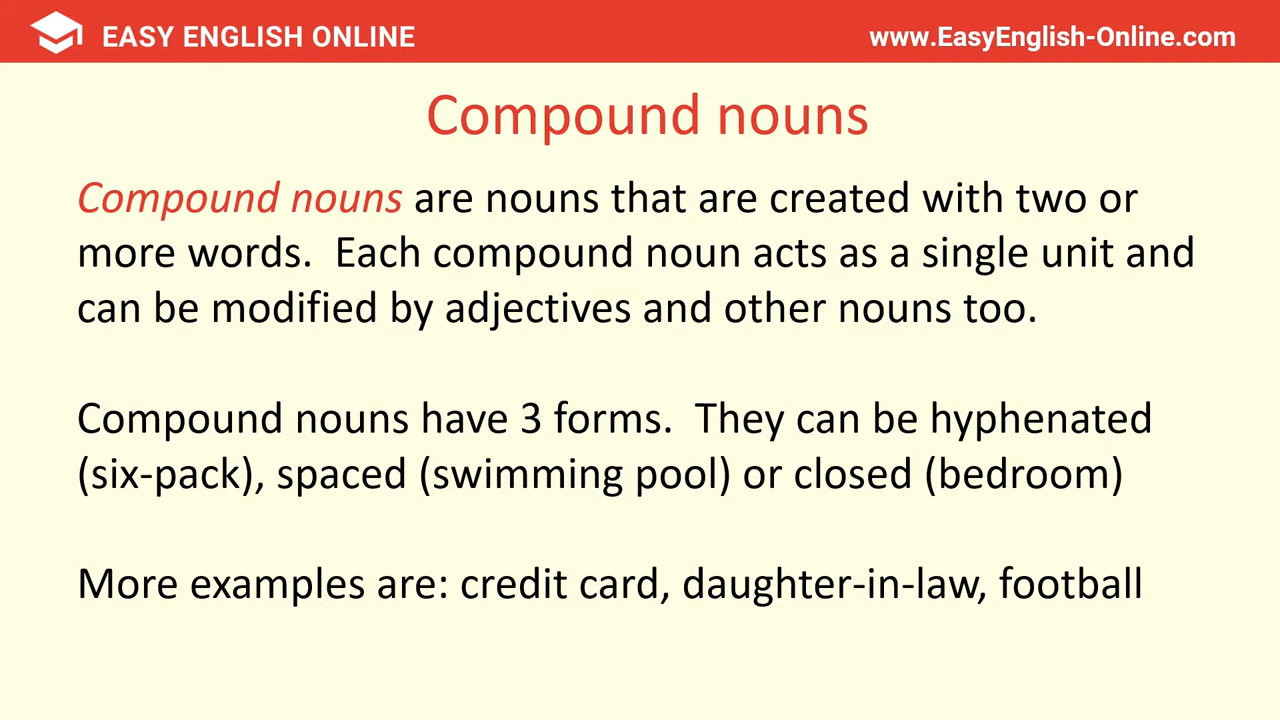 EASY ENGLISH ONLINE
www.EasyEnglish-Online.com
Compound nouns
Compound nouns are nouns that are created with two or
more words.  Each compound noun acts as a single unit and
can be modified by adjectives and other nouns too.
Compound nouns have 3 forms.  They can be hyphenated
(six-pack), spaced (swimming pool) or closed (bedroom)
More examples are: credit card, daughter-in-law, football